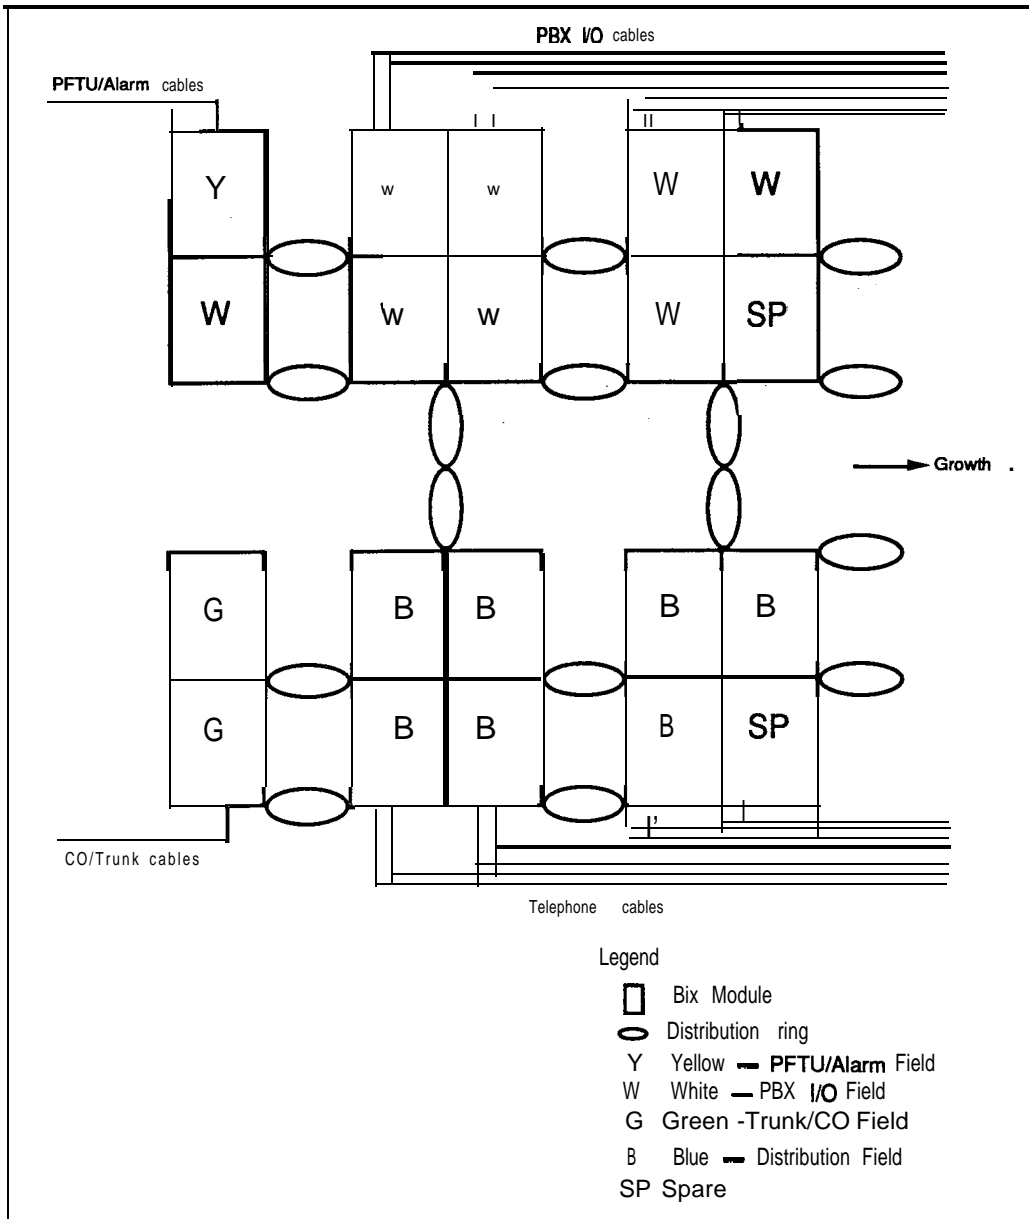 PBX I/O cables
PFTU/Alarm cables
Y w w W W
W w w W SP
Growth
G B B B B
G B B B SP
CO/Trunk cables
Telephone cables
Legend
Bix Module
Distribution ring
Y Yellow — PFTU/Alarm Field
W White — PBX I/O Field
G Green -Trunk/CO Field
B Blue — Distribution Field
SP Spare